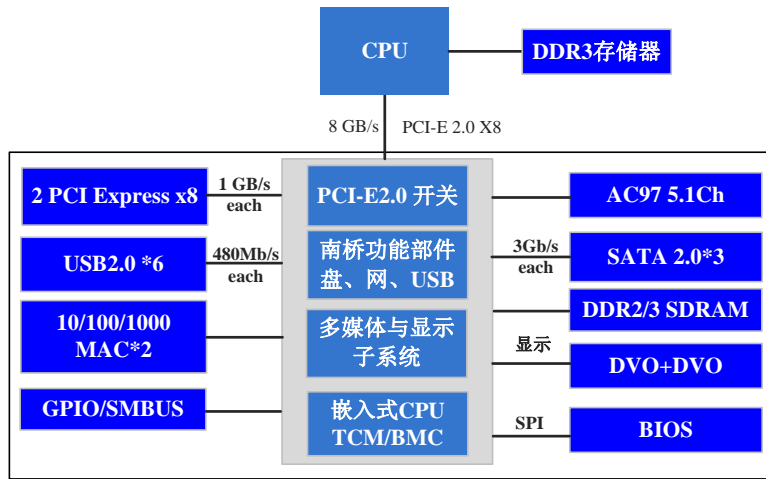 CPU
DDR3存储器
8 GB/s
PCI-E 2.0 X8
2 PCI Express x8
1 GB/s
each
PCI-E2.0 开关
AC97 5.1Ch
USB2.0 *6
480Mb/s
each
南桥功能部件
盘、网、USB
3Gb/s
each
SATA 2.0*3
10/100/1000
MAC*2
多媒体与显示
子系统
DDR2/3 SDRAM
显示
DVO+DVO
GPIO/SMBUS
嵌入式CPU
TCM/BMC
SPI
BIOS